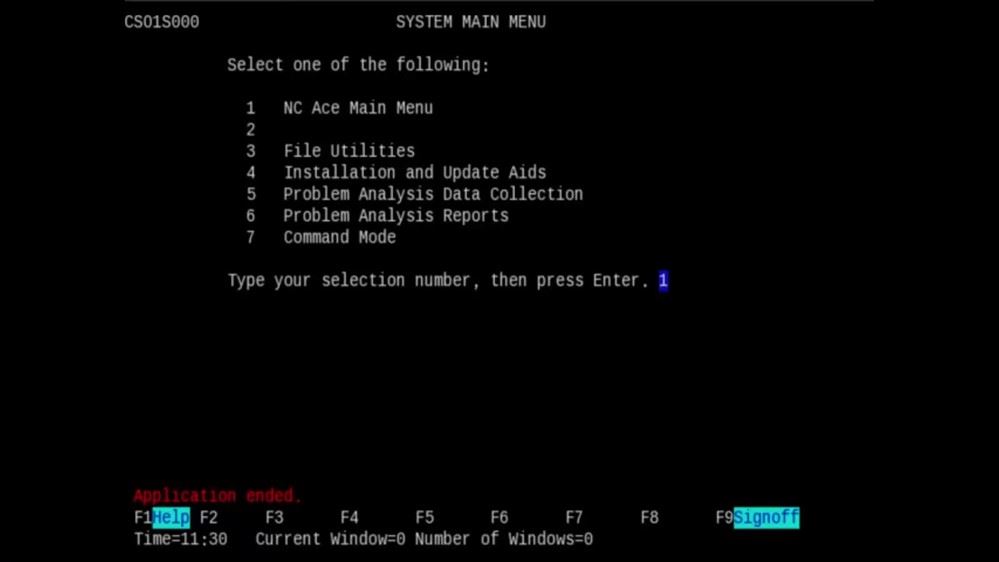 CSO1S000 SYSTEM MAIN MENU
Select one of the following:
1 NC Ace Main Menu
2
3 File Utilities
4 Installation and Update Aids
5 Problem Analysis Data Collection
6 Problem Analysis Reports
7 Command Mode
Type your selection number, then press Enter. 1
Application ended.
F1Help F2 F3 F4 F5 F6 F7 F8 F9Signoff
Time=11:30 Current Window=0 Number of Windows=0